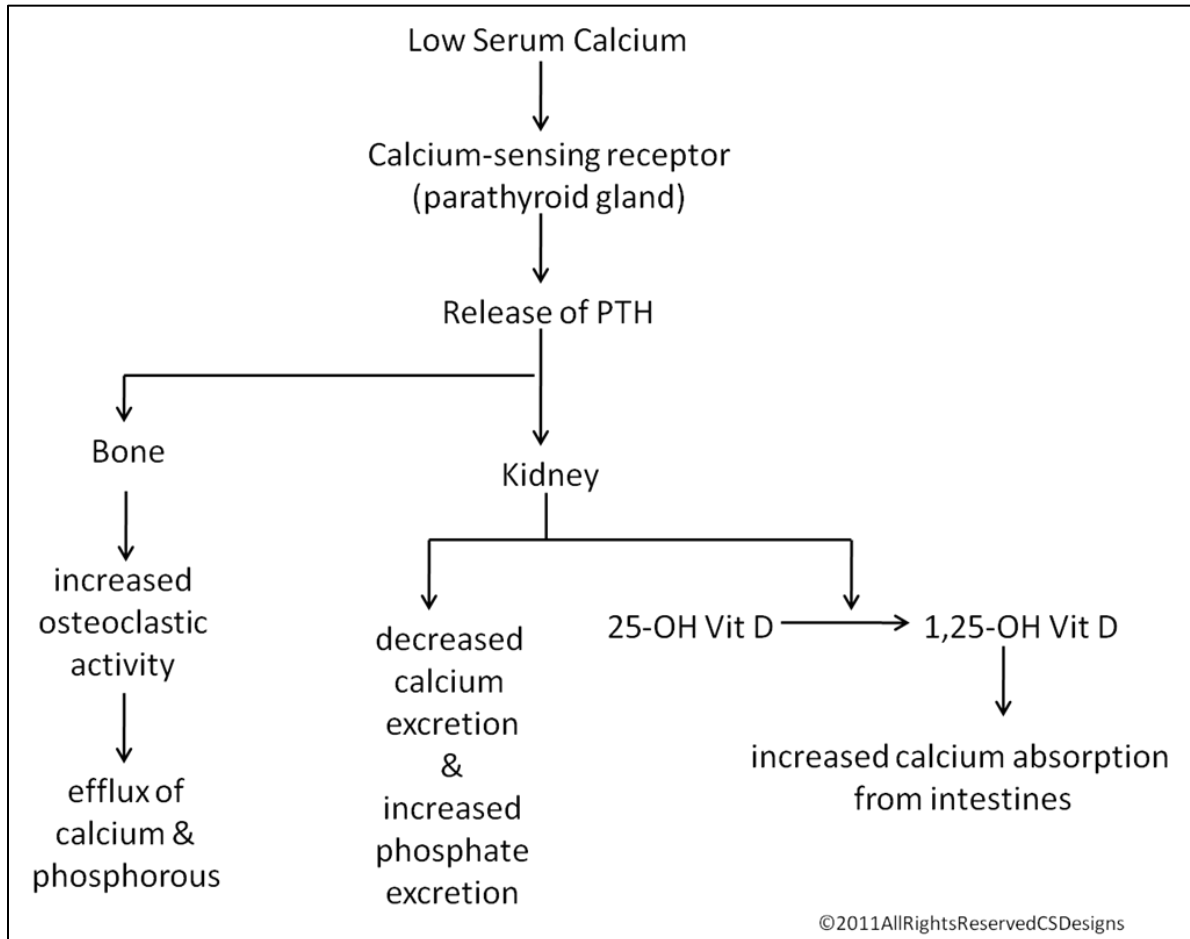 Low Serum Calcium
Calcium-sensing receptor
(parathyroid gland)
Release of PTH
Bone
increased
osteoclastic
activity
efflux of
calcium &
phosphorous
Kidney
decreased
calcium
excretion
&
increased
phosphate
excretion
25-OH Vit D
1,25-OH Vit D
increased calcium absorption
from intestines
©2011AllRightsReservedCSDesigns